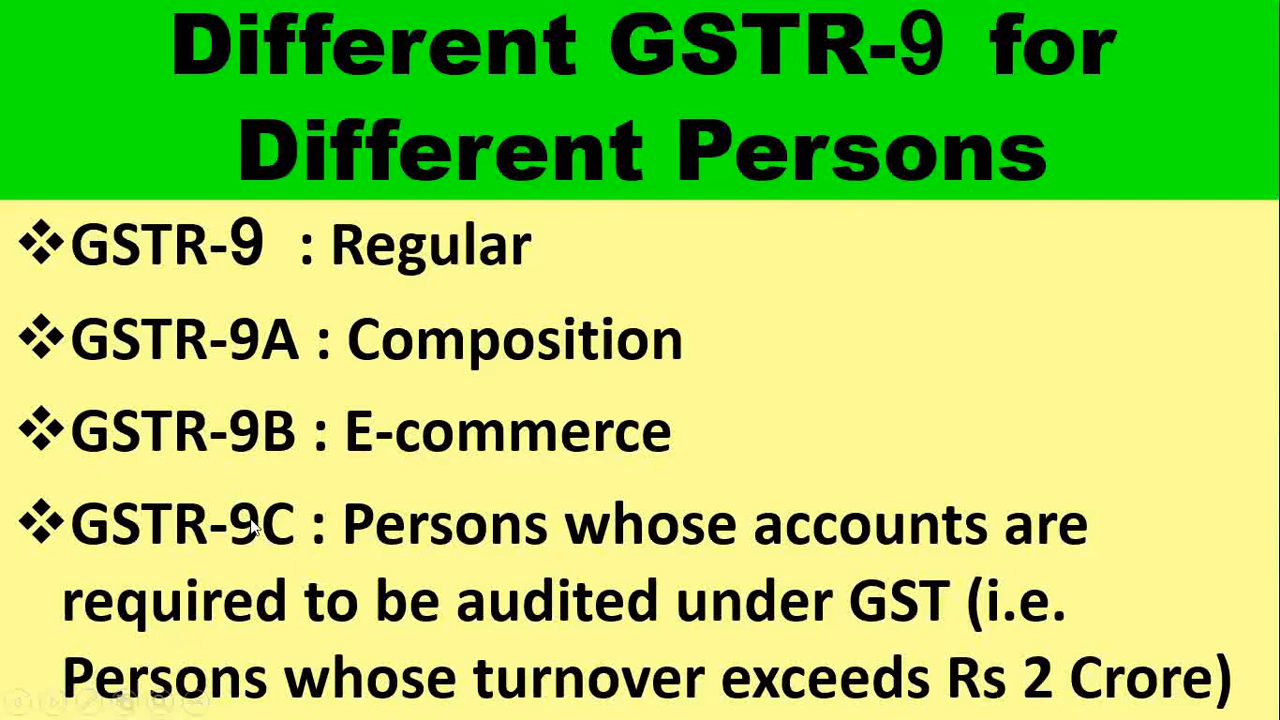 Different GSTR-9 for
Different Persons
❖GSTR-9 : Regular
❖GSTR-9A : Composition
❖GSTR-9B : E-commerce
❖GSTR-9C : Persons whose accounts are
required to be audited under GST (i.e.
Persons whose turnover exceeds Rs 2 Crore)